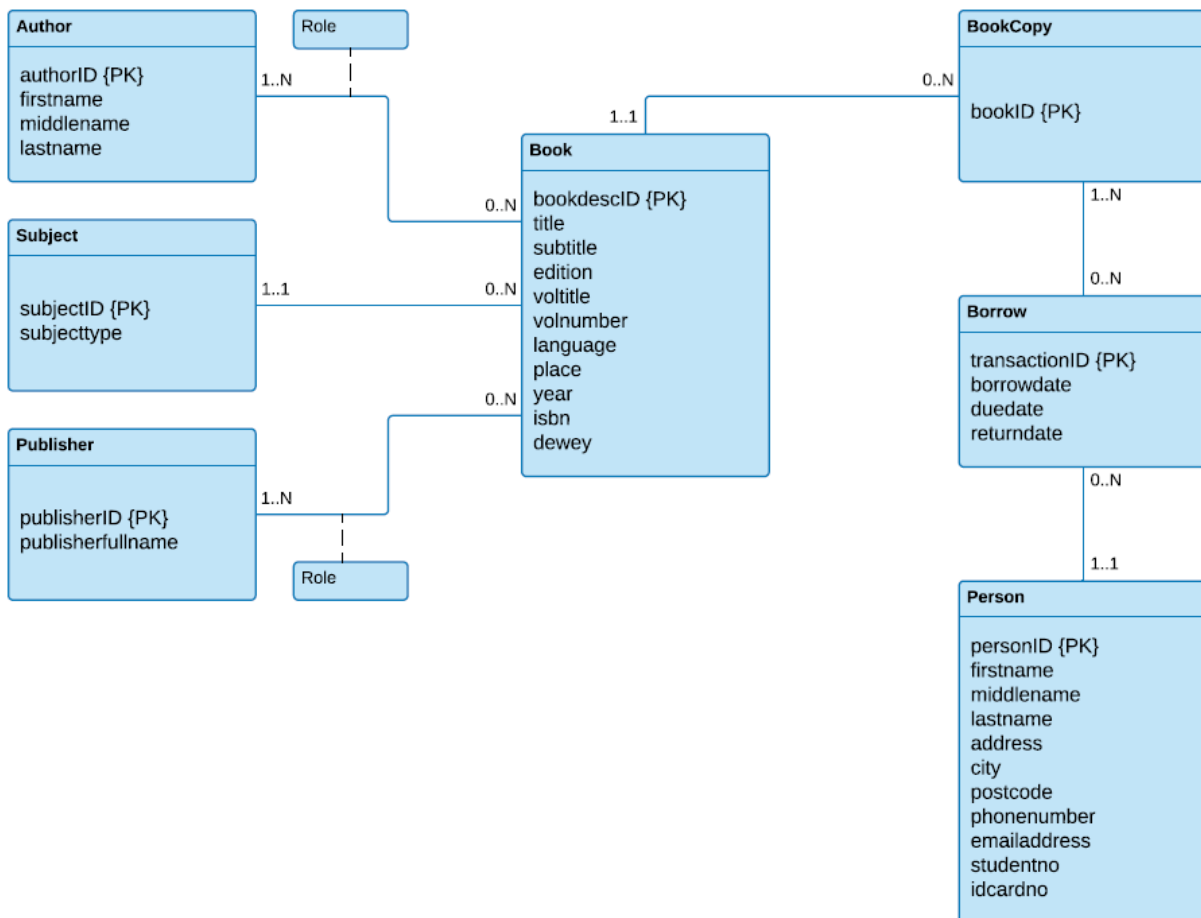 Author
authorID {PK}
firstname
middlename
lastname
Role
1..N
0..N
Subject
subjectID {PK}
subjecttype
1..1
0..N
Publisher
publisherID {PK}
publisherfullname
1..N
0..N
Role
Book
bookdescID {PK}
title
subtitle
edition
voltitle
volnumber
language
place
year
isbn
dewey
1..1
0..N
BookCopy
bookID {PK}
1..N
0..N
Borrow
transactionID {PK}
borrowdate
duedate
returndate
0..N
1..1
Person
personID {PK}
firstname
middlename
lastname
address
city
postcode
phonenumber
emailaddress
studentno
idcardno